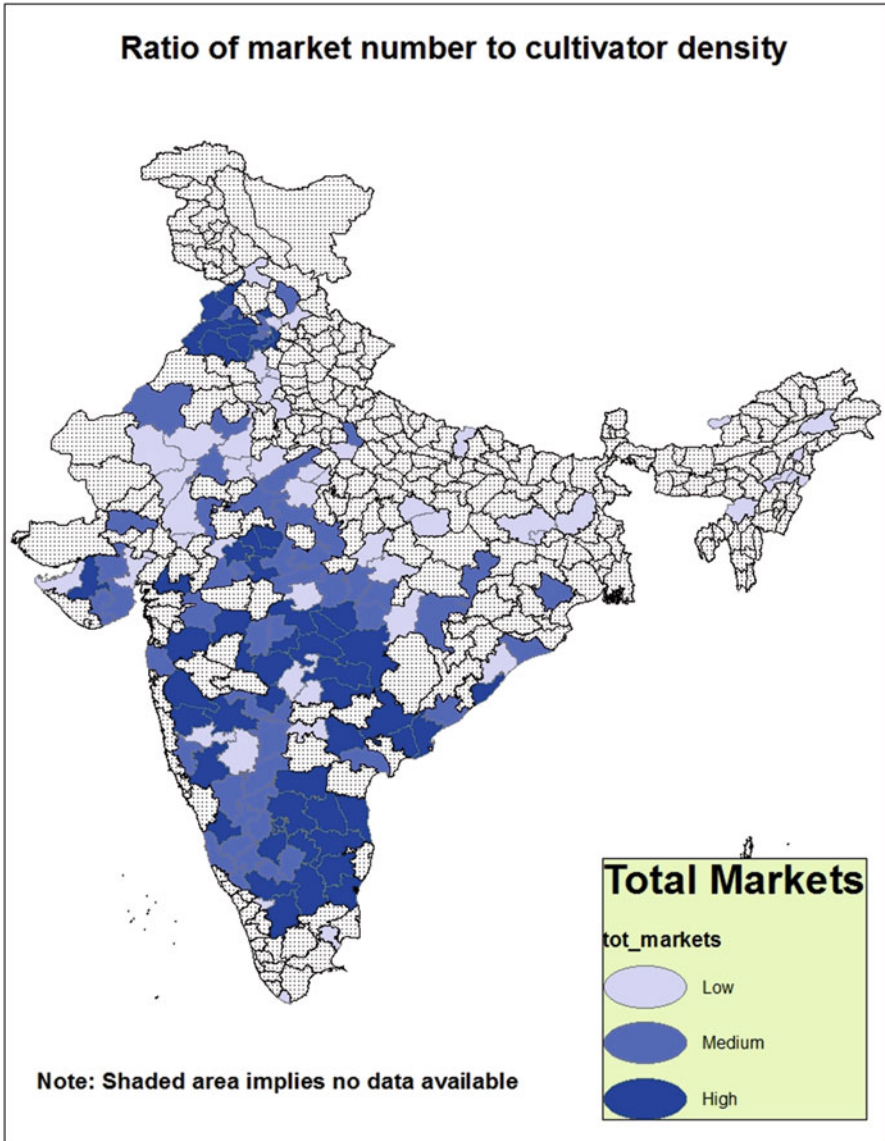 Ratio of market number to cultivator density
Total Markets
tot_markets
Low
Medium
High
Note: Shaded area implies no data available